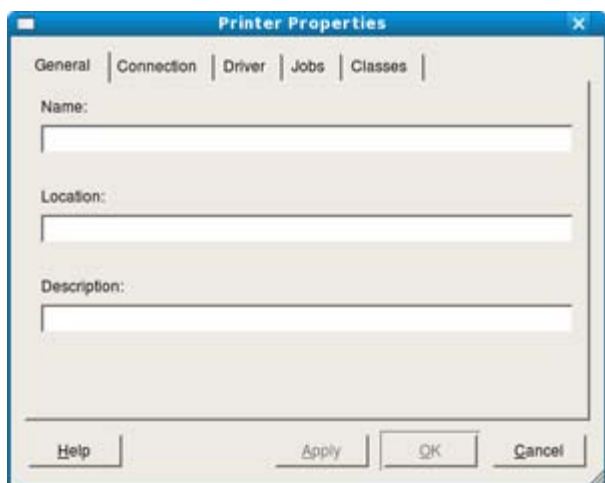 Printer Properties
General Connection Driver Jobs Classes
Name:
Location:
Description:
Help Apply OK Cancel